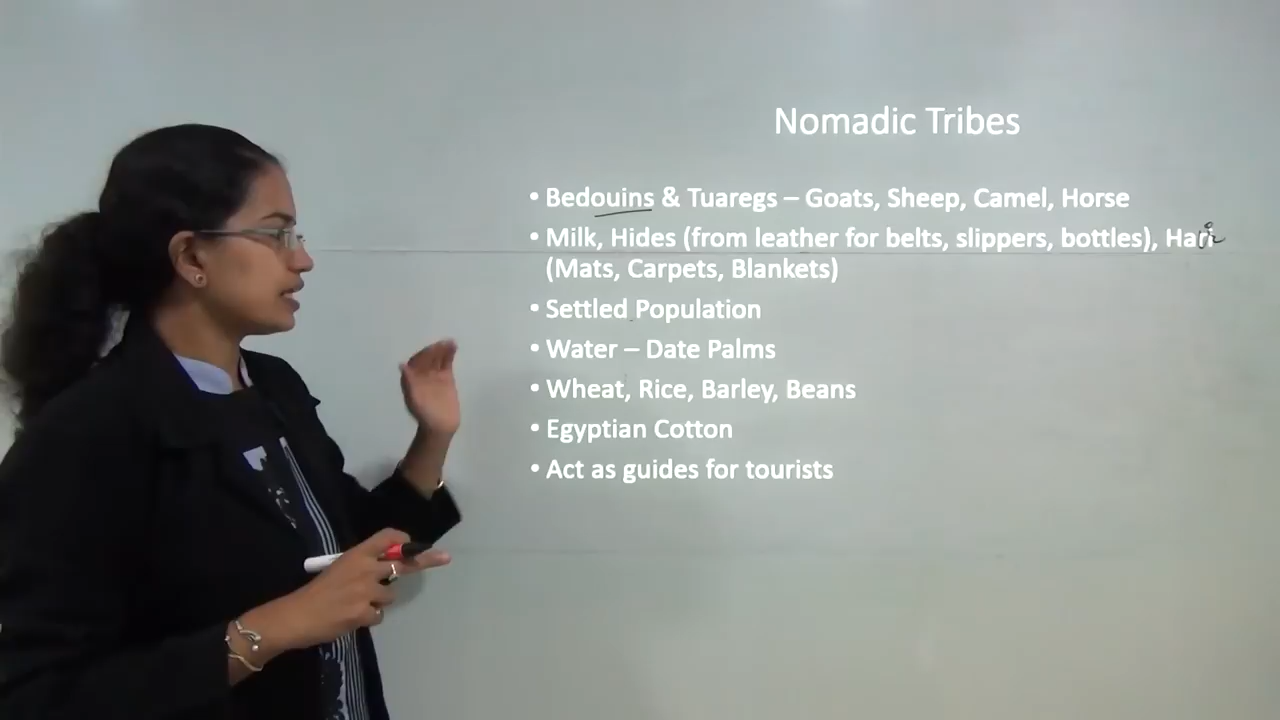 Nomadic Tribes
• Bedouins & Tuaregs – Goats, Sheep, Camel, Horse
• Milk, Hides (from leather for belts, slippers, bottles), Hari
(Mats, Carpets, Blankets)
• Settled Population
• Water – Date Palms
• Wheat, Rice, Barley, Beans
• Egyptian Cotton
• Act as guides for tourists